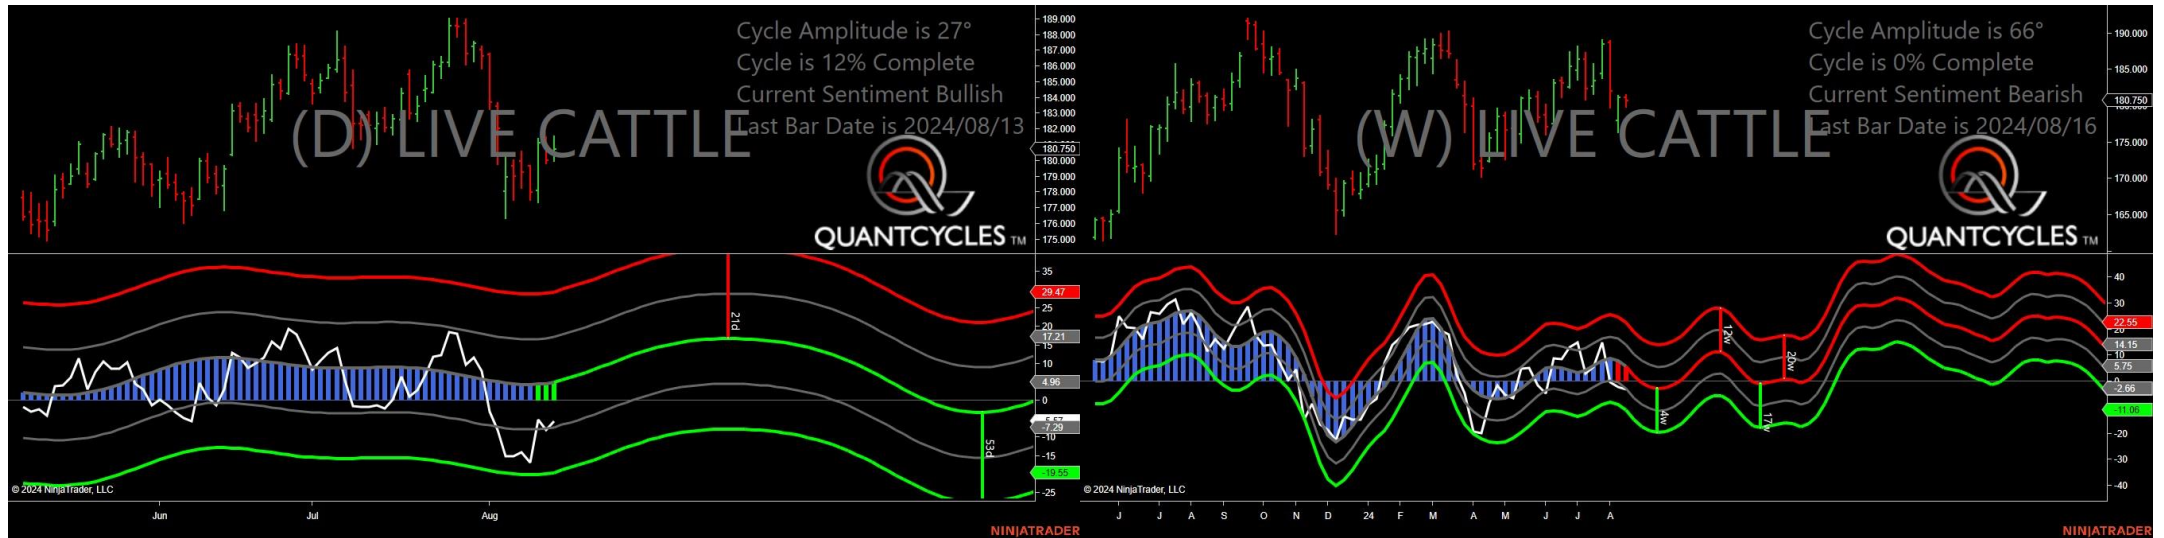 Cycle Amplitude is 27°
Cycle is 12% Complete
Current Sentiment Bullish
Last Bar Date is 2024/08/13
(D) LIVE CATTLE
QUANTCYCLES TM
189.000
188.000
187.000
186.000
185.000
184.000
183.000
182.000
180.750
180.000
179.000
178.000
177.000
176.000
175.000
35
29.47
25
20
17.21
15
10
4.96
0
-5.57
-7.29
-10
-15
-19.55
-25
21d
53d
© 2024 NinjaTrader, LLC
Jun Jul Aug
NINJATRADER
Cycle Amplitude is 66°
Cycle is 0% Complete
Current Sentiment Bearish
Last Bar Date is 2024/08/16
(W) LIVE CATTLE
QUANTCYCLES TM
190.000
185.000
180.750
175.000
170.000
165.000
40
30
22.55
20
14.15
10
5.75
0
-2.66
-11.06
-20
-30
-40
4w
12w
17w
20w
© 2024 NinjaTrader, LLC
J J A S O N D 24 F M A M J J A
NINJATRADER